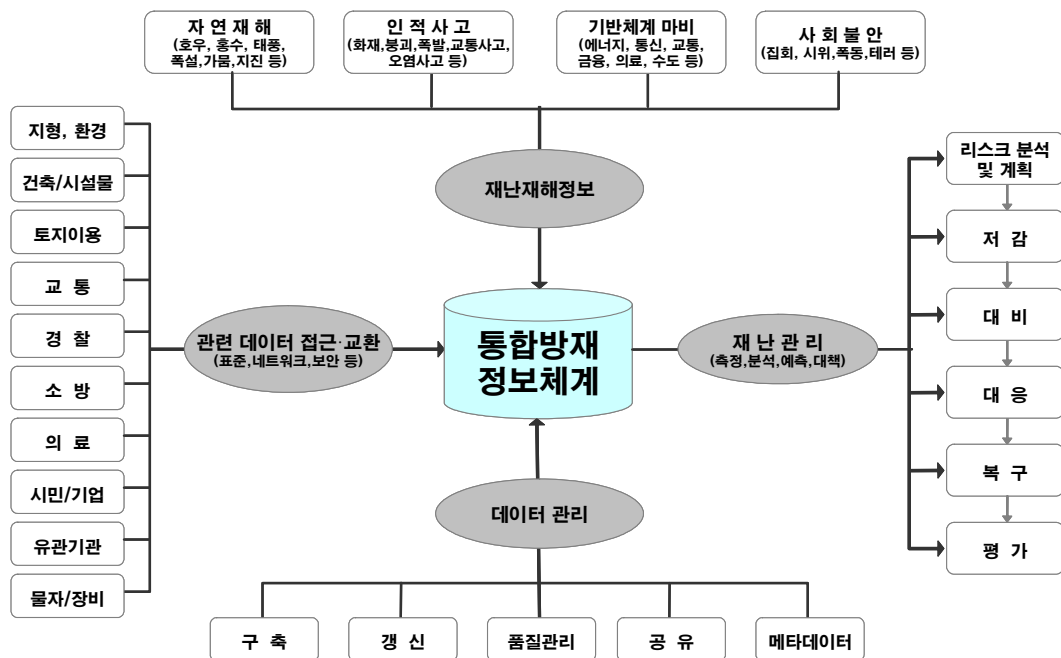 자 연 재 해
(호우, 홍수, 태풍,
폭설,가뭄,지진 등)
인 적 사 고
(화재,붕괴,폭발,교통사고,
오염사고 등)
기반체계 마비
(에너지, 통신, 교통,
금융, 의료, 수도 등)
사 회 불 안
(집회, 시위,폭동,테러 등)
재난재해정보
지형, 환경
건축/시설물
토지이용
교 통
경 찰
소 방
의 료
시민/기업
유관기관
물자/장비
관련 데이터 접근·교환
(표준,네트워크,보안 등)
통합방재
정보체계
재 난 관 리
(측정,분석,예측,대책)
리스크 분석
및 계획
저 감
대 비
대 응
복 구
평 가
데이터 관리
구 축
갱 신
품질관리
공 유
메타데이터